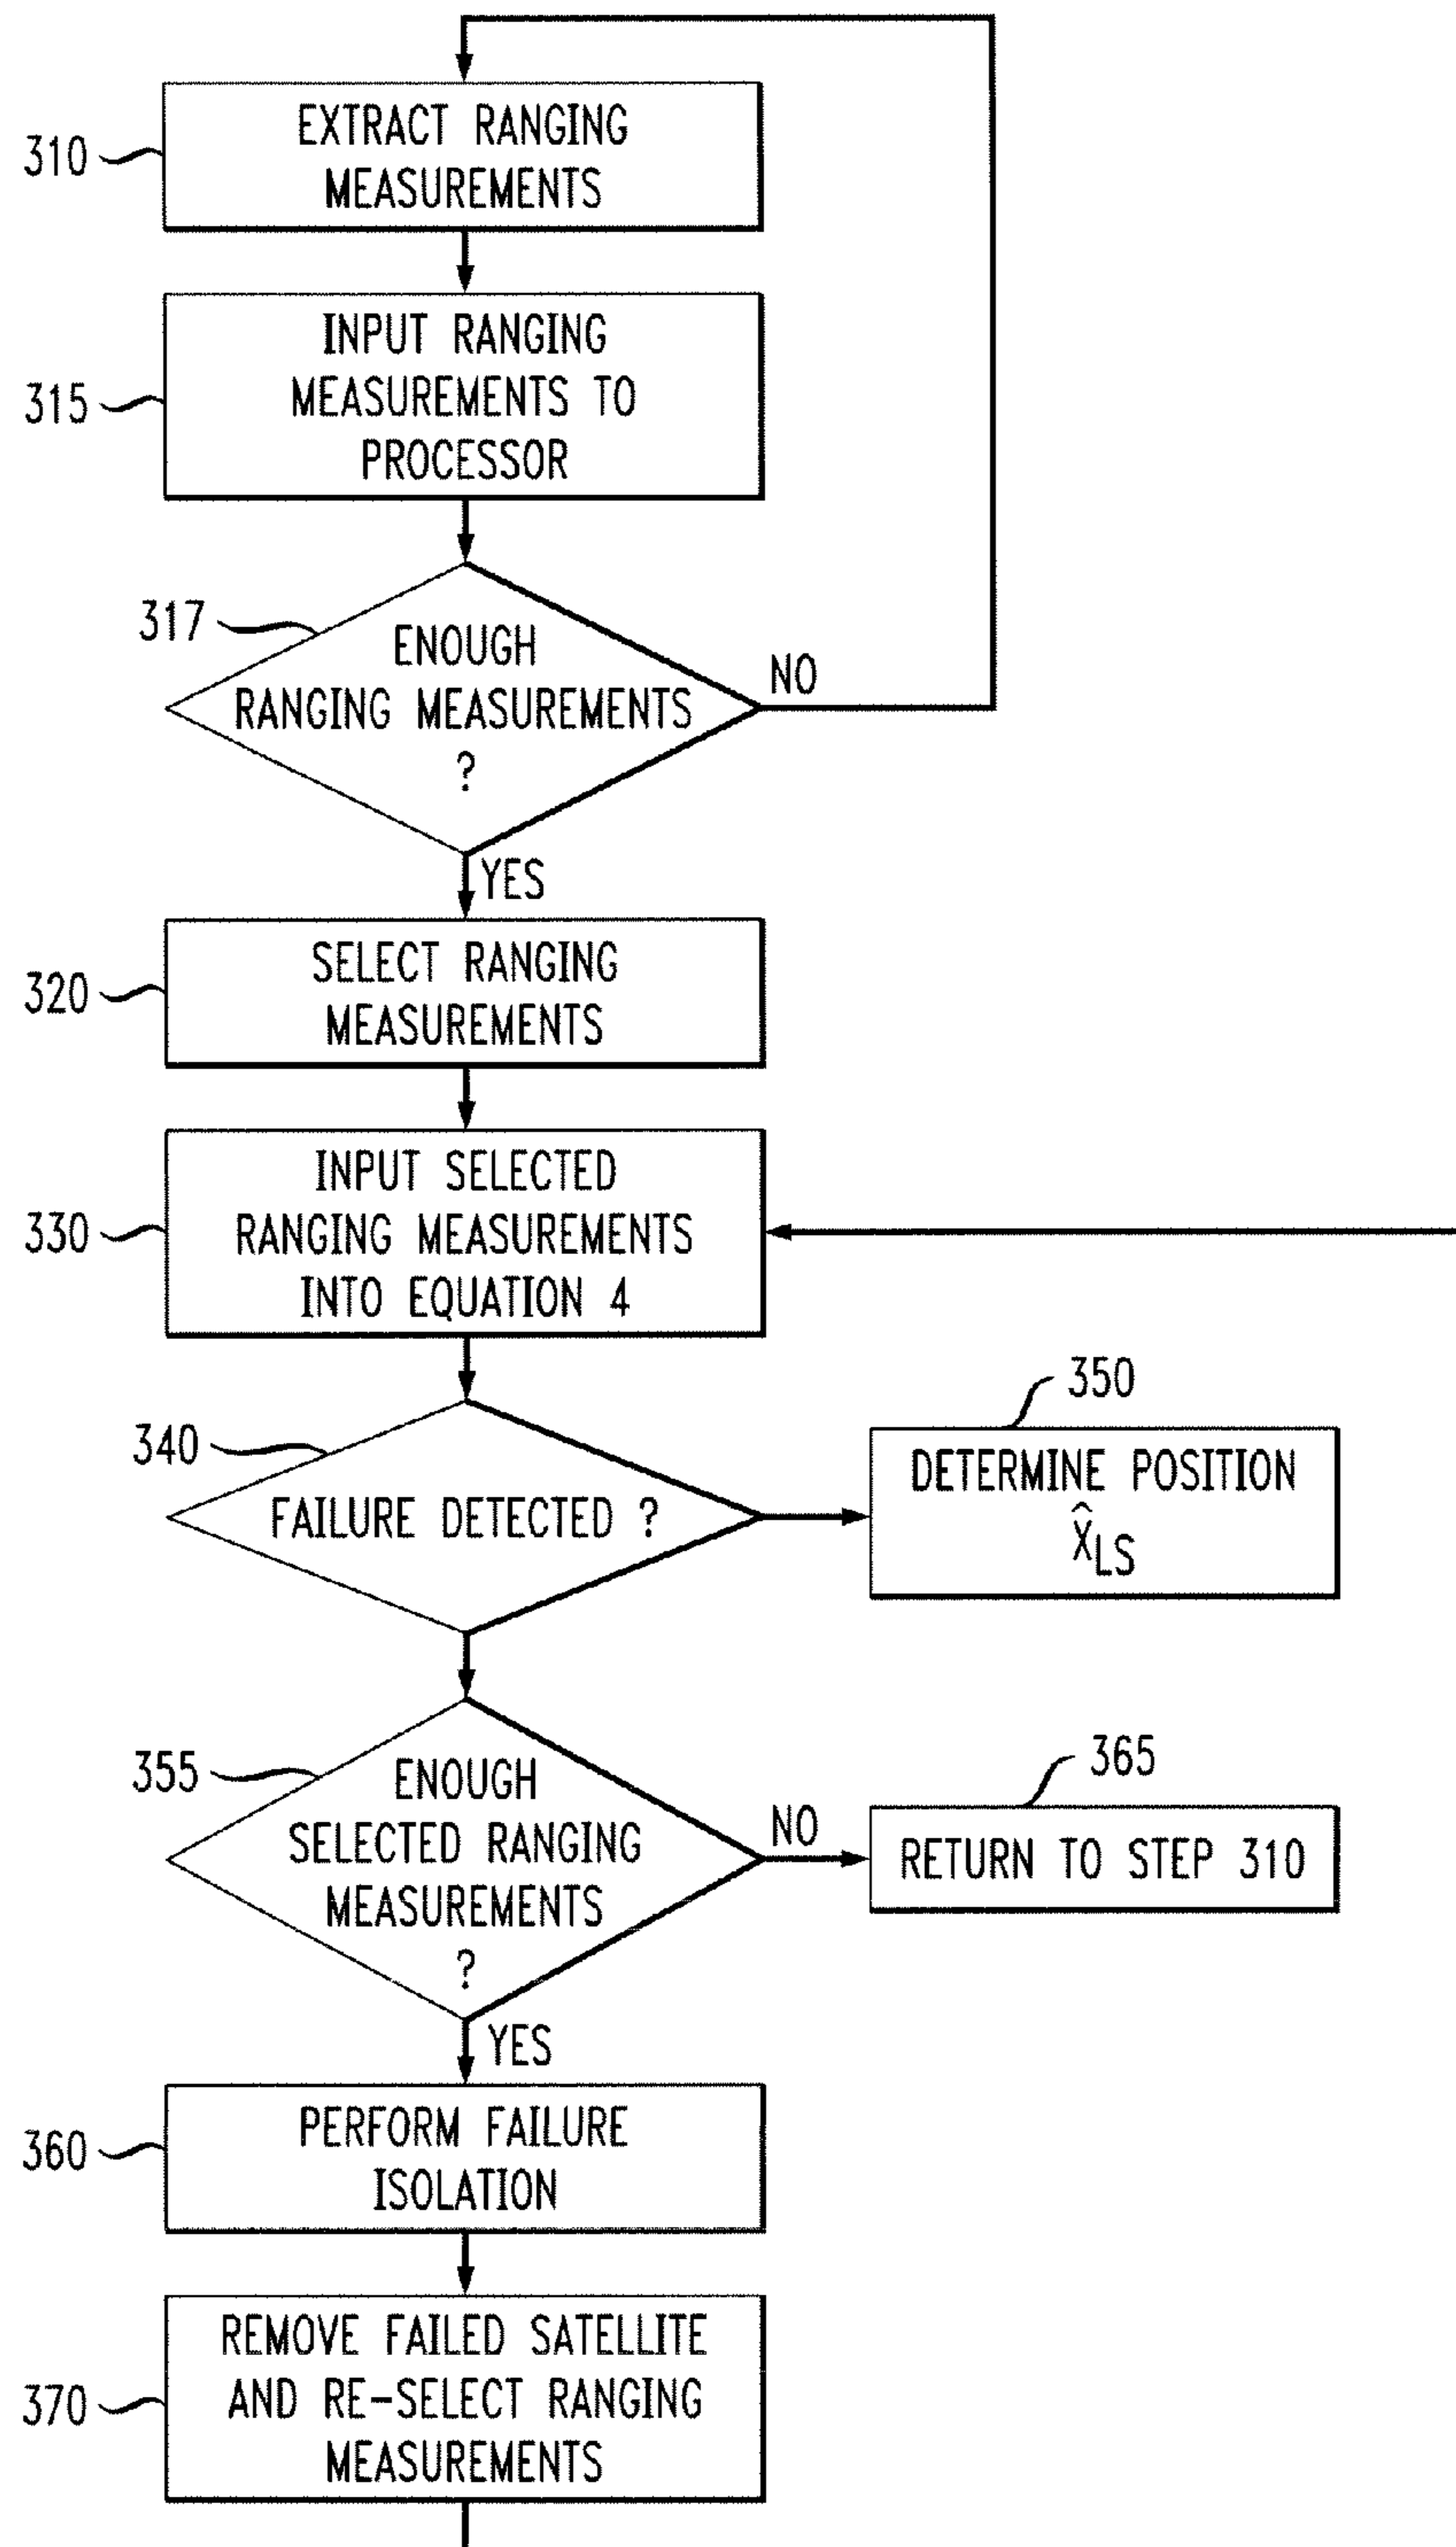 310
EXTRACT RANGING
MEASUREMENTS
315
INPUT RANGING
MEASUREMENTS TO
PROCESSOR
317
ENOUGH
RANGING MEASUREMENTS
?
NO
YES
320
SELECT RANGING
MEASUREMENTS
330
INPUT SELECTED
RANGING MEASUREMENTS
INTO EQUATION 4
340
FAILURE DETECTED ?
350
DETERMINE POSITION
X̂LS
355
ENOUGH
SELECTED RANGING
MEASUREMENTS
?
NO
365
RETURN TO STEP 310
YES
360
PERFORM FAILURE
ISOLATION
370
REMOVE FAILED SATELLITE
AND RE-SELECT RANGING
MEASUREMENTS